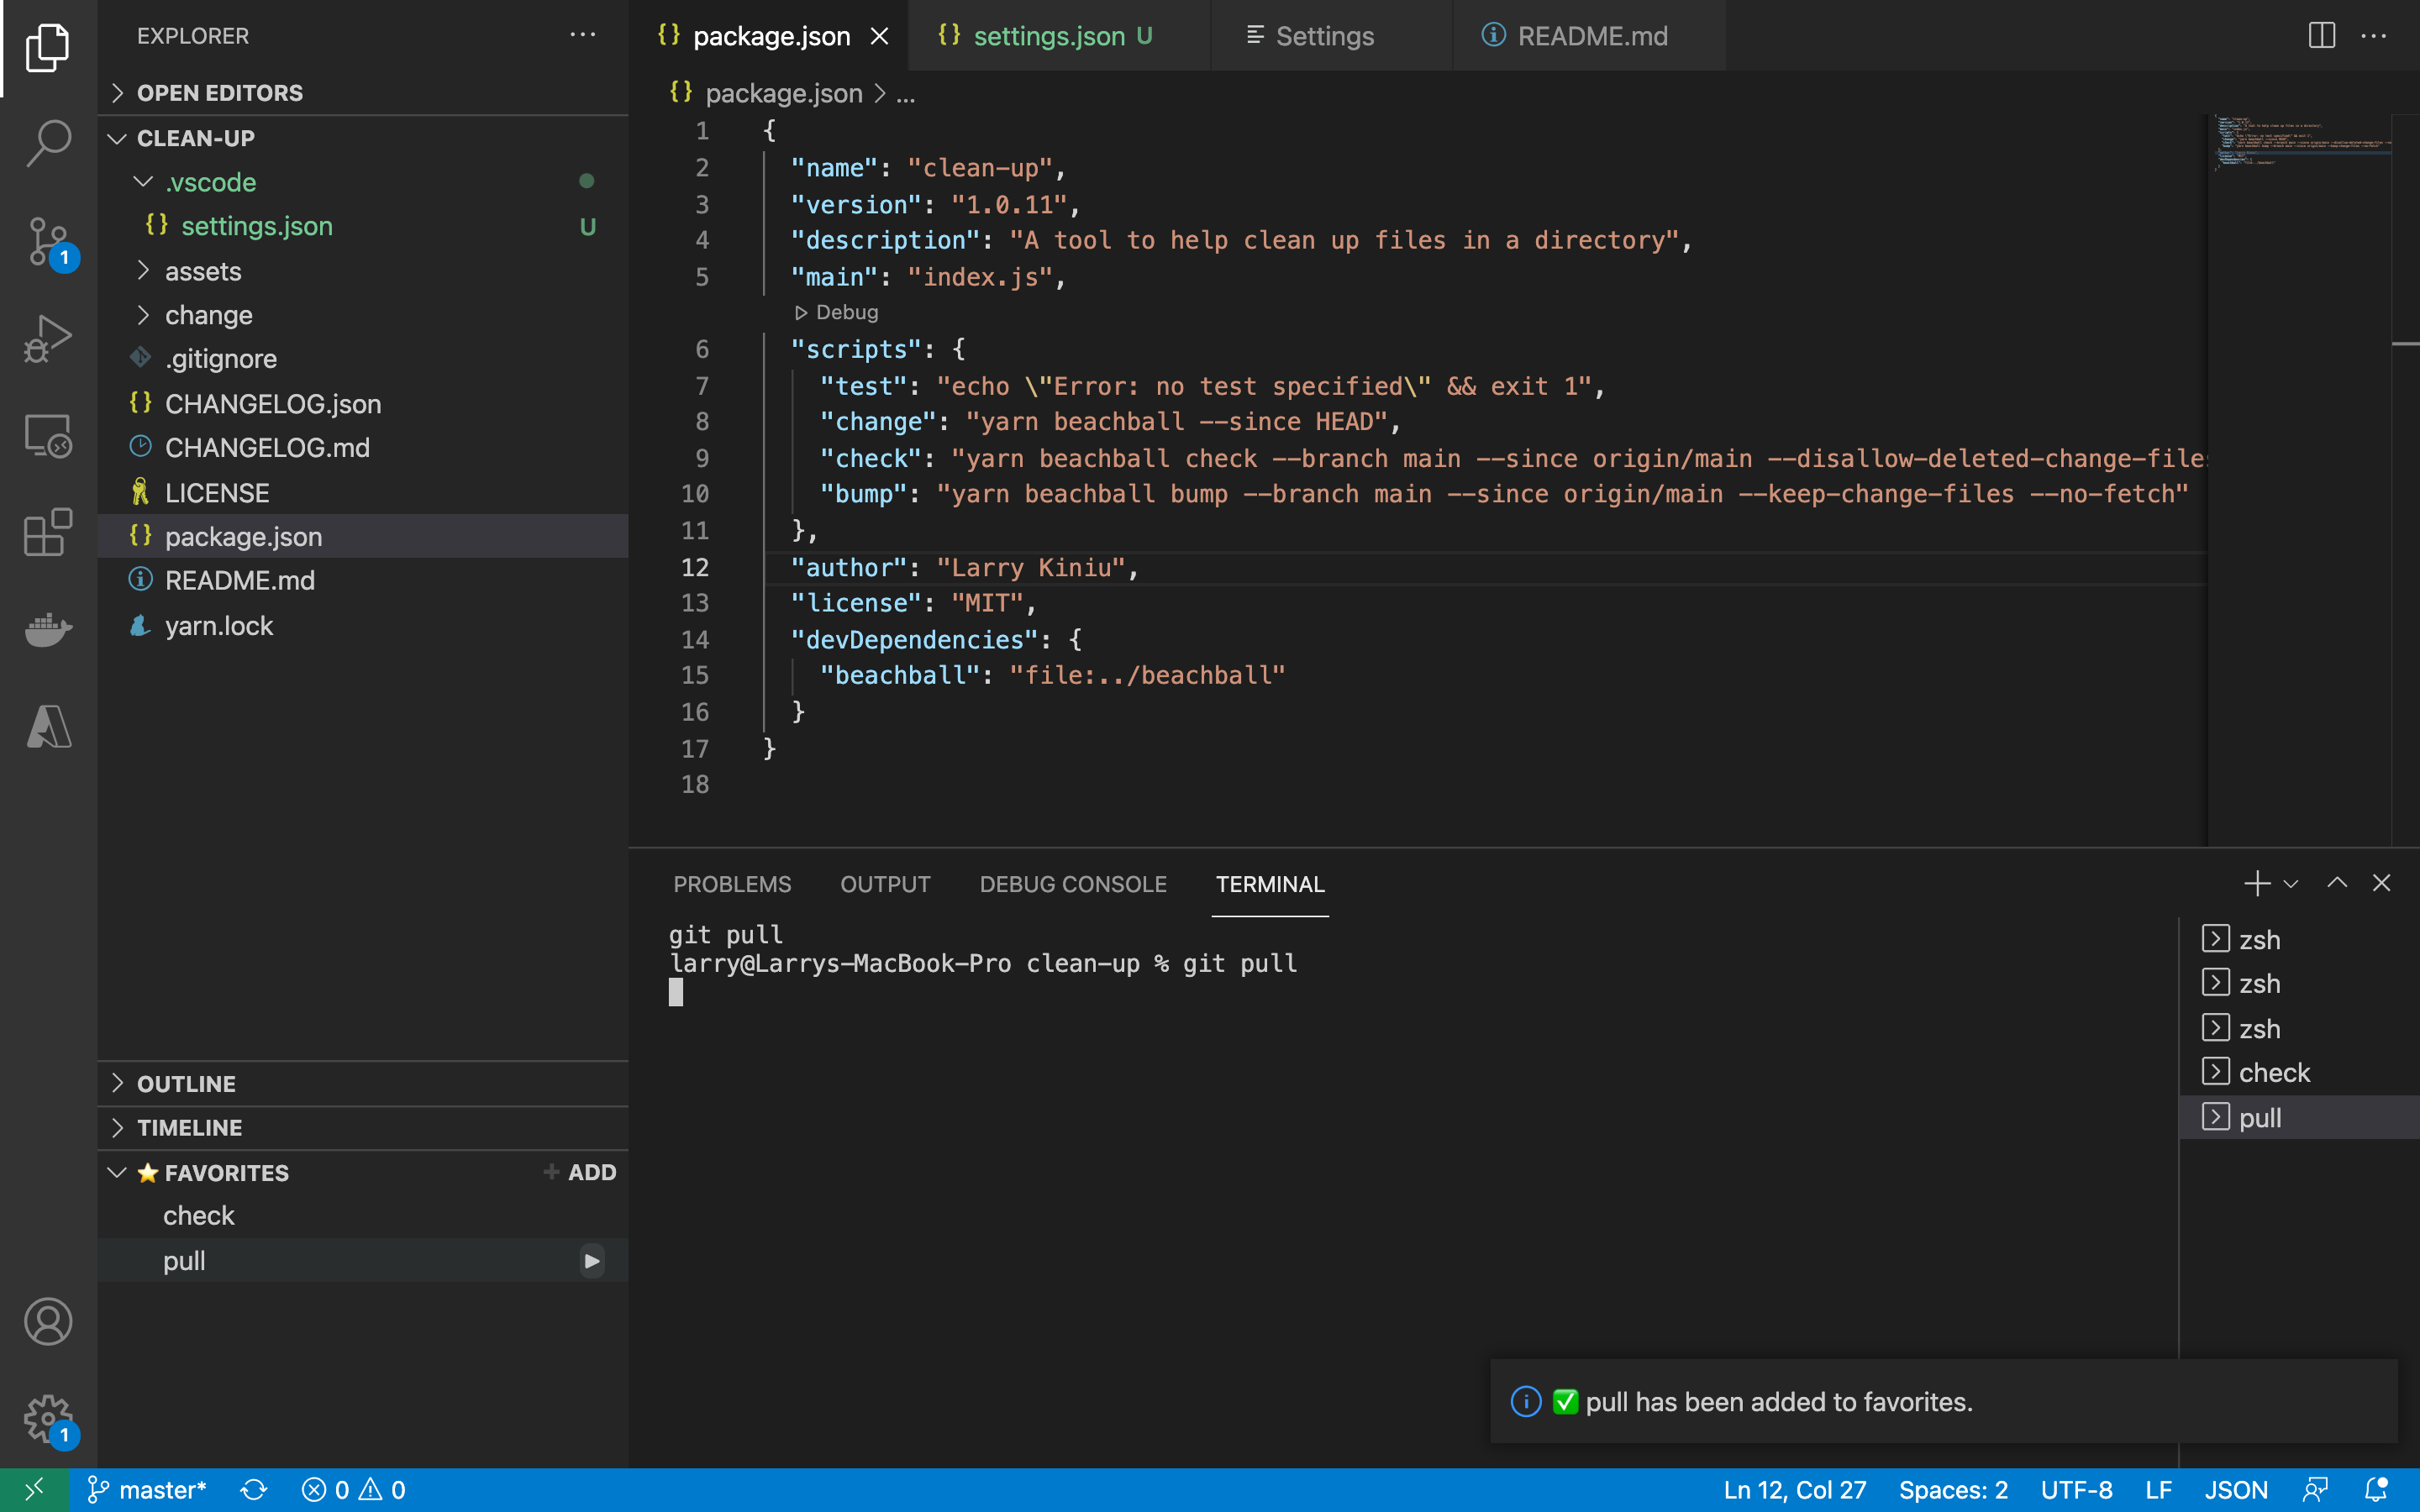 EXPLORER
OPEN EDITORS
CLEAN-UP
.vscode
settings.json U
assets
change
.gitignore
CHANGELOG.json
CHANGELOG.md
LICENSE
package.json
README.md
yarn.lock
OUTLINE
TIMELINE
⭐ FAVORITES + ADD
check
pull
1
1
package.json
settings.json U
Settings
README.md
{} package.json > ...
1 {
2 "name": "clean-up",
3 "version": "1.0.11",
4 "description": "A tool to help clean up files in a directory",
5 "main": "index.js",
Debug
6 "scripts": {
7 "test": "echo \"Error: no test specified\" && exit 1",
8 "change": "yarn beachball --since HEAD",
9 "check": "yarn beachball check --branch main --since origin/main --disallow-deleted-change-files
10 "bump": "yarn beachball bump --branch main --since origin/main --keep-change-files --no-fetch"
11 },
12 "author": "Larry Kiniu",
13 "license": "MIT",
14 "devDependencies": {
15 "beachball": "file:../beachball"
16 }
17 }
18
PROBLEMS OUTPUT DEBUG CONSOLE TERMINAL
git pull
larry@Larrys-MacBook-Pro clean-up % git pull
zsh
zsh
zsh
check
pull
✅ pull has been added to favorites.
master* 0 0 Ln 12, Col 27 Spaces: 2 UTF-8 LF JSON